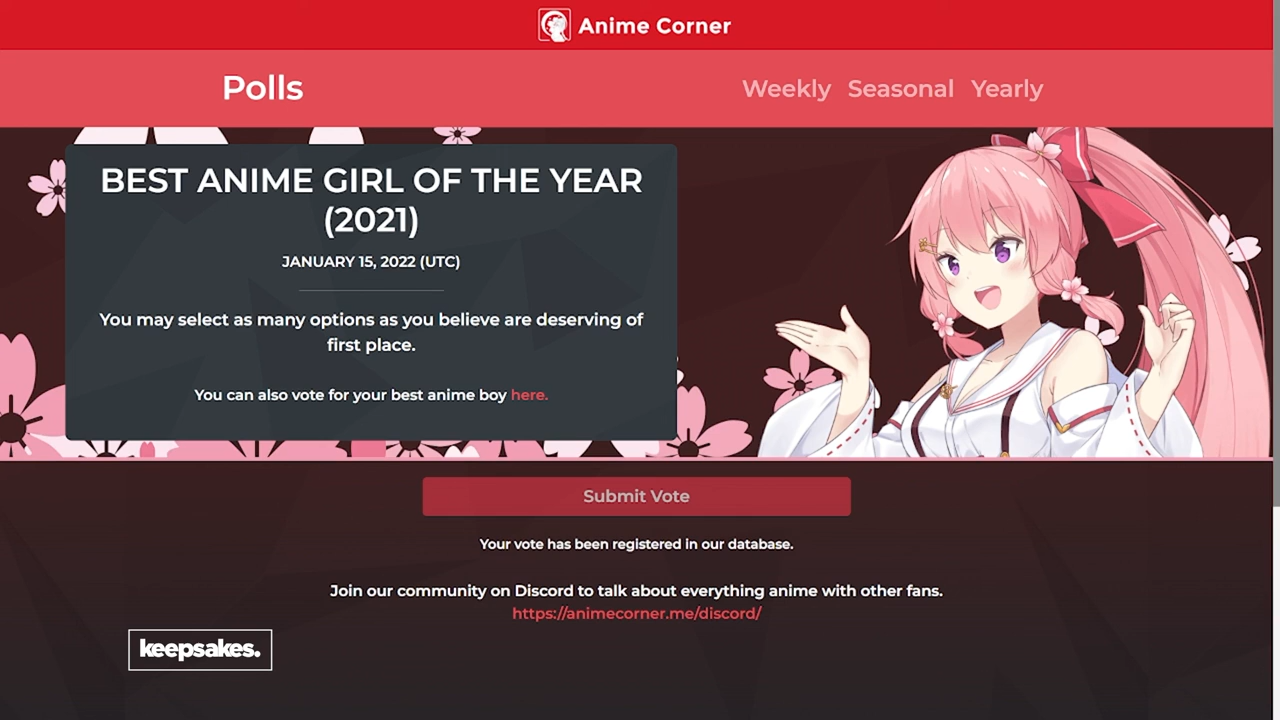 Anime Corner
Polls
Weekly Seasonal Yearly
BEST ANIME GIRL OF THE YEAR
(2021)
JANUARY 15, 2022 (UTC)
You may select as many options as you believe are deserving of
first place.
You can also vote for your best anime boy here.
Submit Vote
Your vote has been registered in our database.
Join our community on Discord to talk about everything anime with other fans.
https://animecorner.me/discord/
keepsakes.